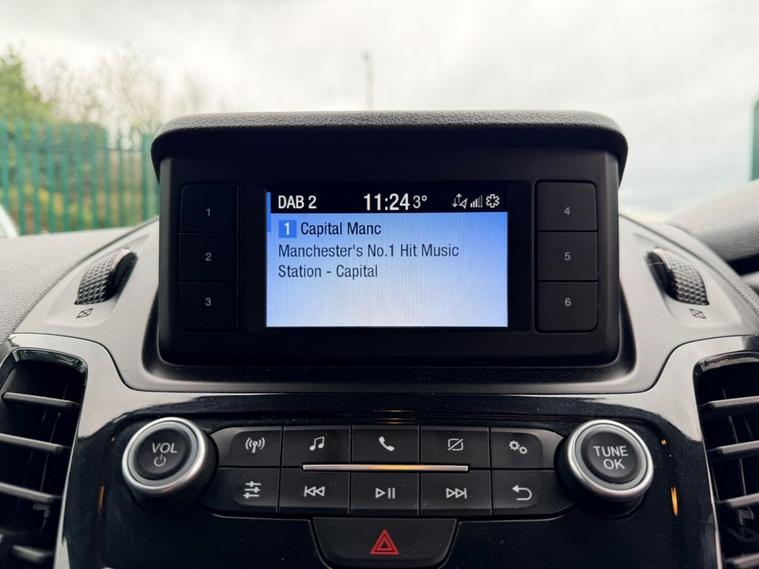 DAB 2 11:24 3°
1 Capital Manc
Manchester's No.1 Hit Music
Station - Capital
1
2
3
4
5
6
VOL
TUNE
OK